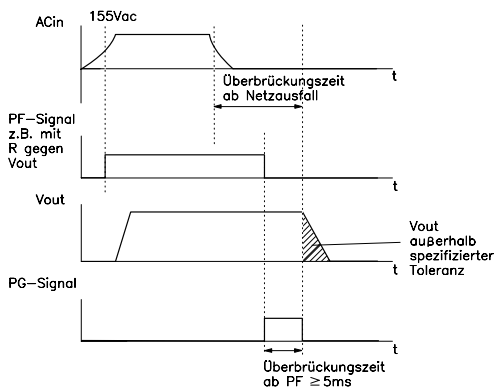 155Vac
ACin
t
Überbrückungszeit
ab Netzausfall
PF-Signal
z.B. mit
R gegen
Vout
t
Vout
Vout
außerhalb
spezifizierter
Toleranz
t
PG-Signal
t
Überbrückungszeit
ab PF ≥5ms